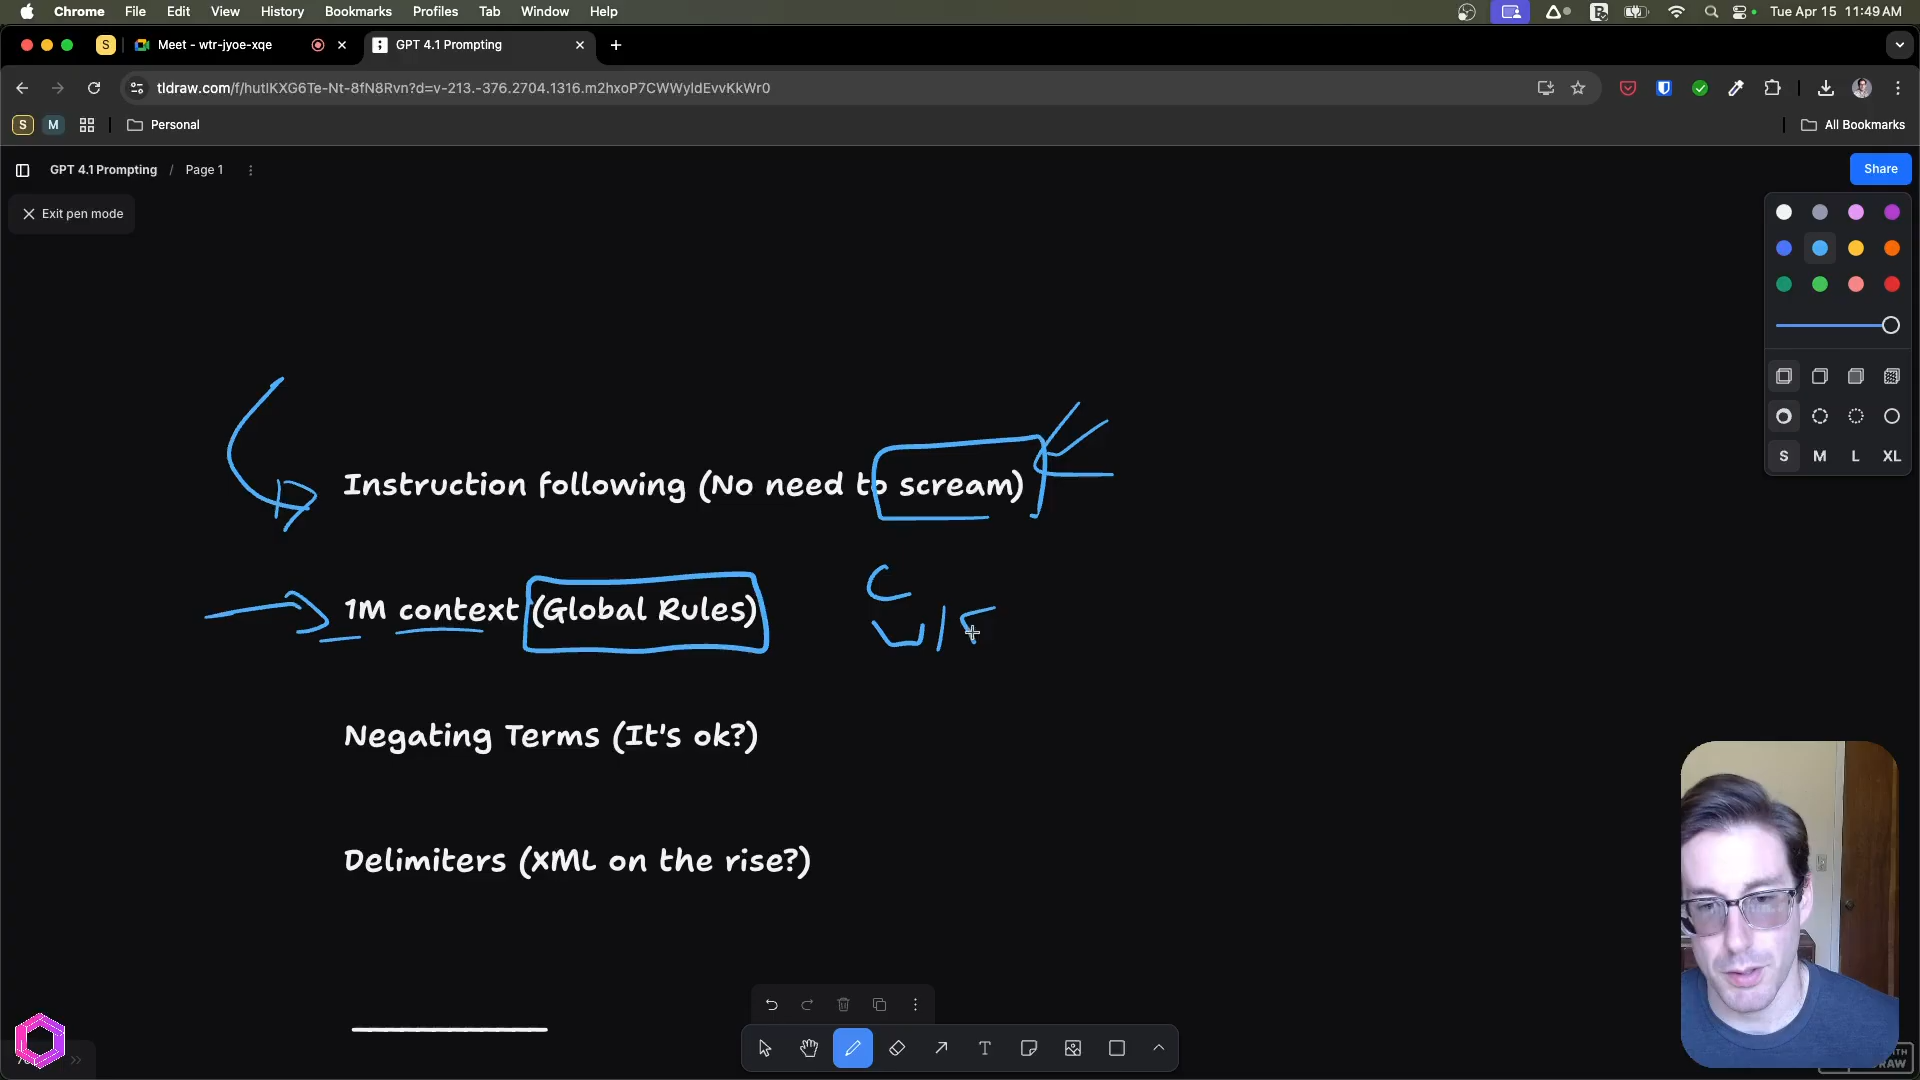 Chrome File Edit View History Bookmarks Profiles Tab Window Help Tue Apr 15 11:49 AM
S Meet - wtr-jyoe-xqe GPT 4.1 Prompting
tldraw.com/f/hutIKXG6Te-Nt-8fN8Rvn?d=v-213.-376.2704.1316.m2hxoP7CWWyldEvvKkWr0
S M Personal All Bookmarks
GPT 4.1 Prompting / Page 1 Share
Exit pen mode
S M L XL
Instruction following (No need to scream)
C
1M context (Global Rules)
Negating Terms (It's ok?)
Delimiters (XML on the rise?)
T